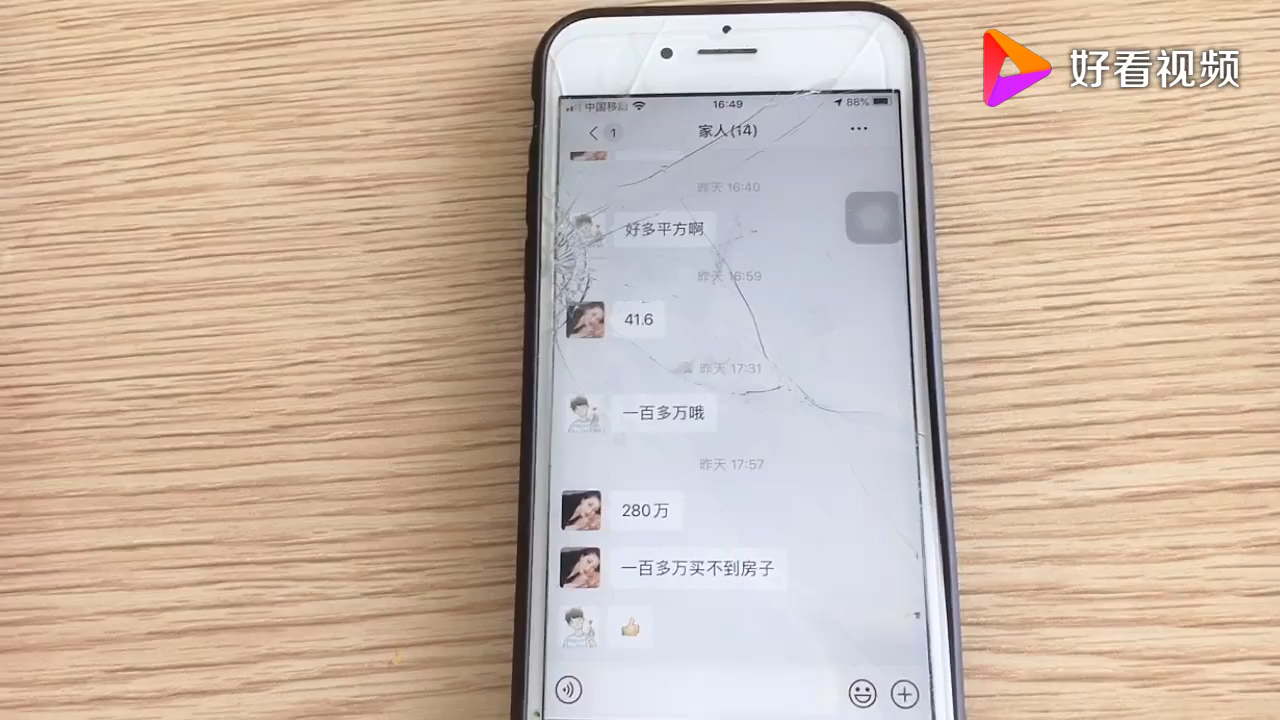 好看视频
中国移动
16:49
88%
1
家人(14)
昨天 16:40
好多平方啊
昨天 16:59
41.6
昨天 17:31
一百多万哦
昨天 17:57
280万
一百多万买不到房子